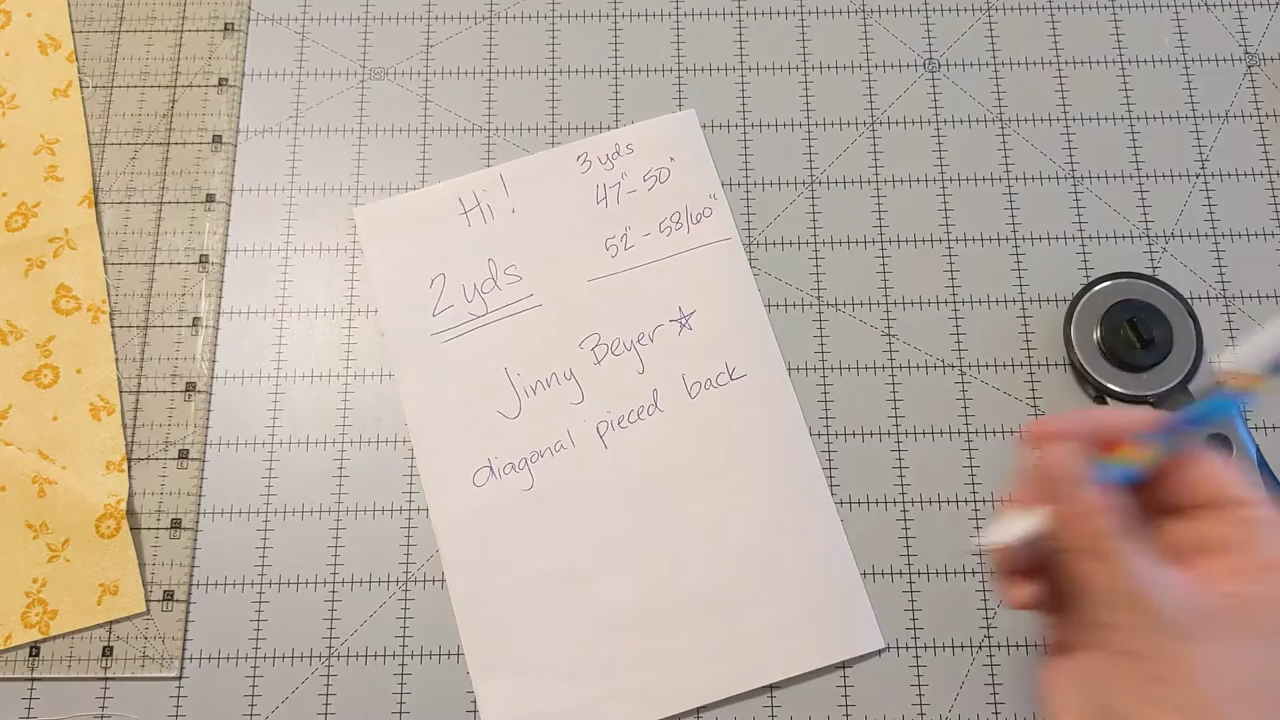 Hi!
3 yds
47" - 50"
52" - 58/60"
2 yds
Jinny Beyer☆
diagonal pieced back